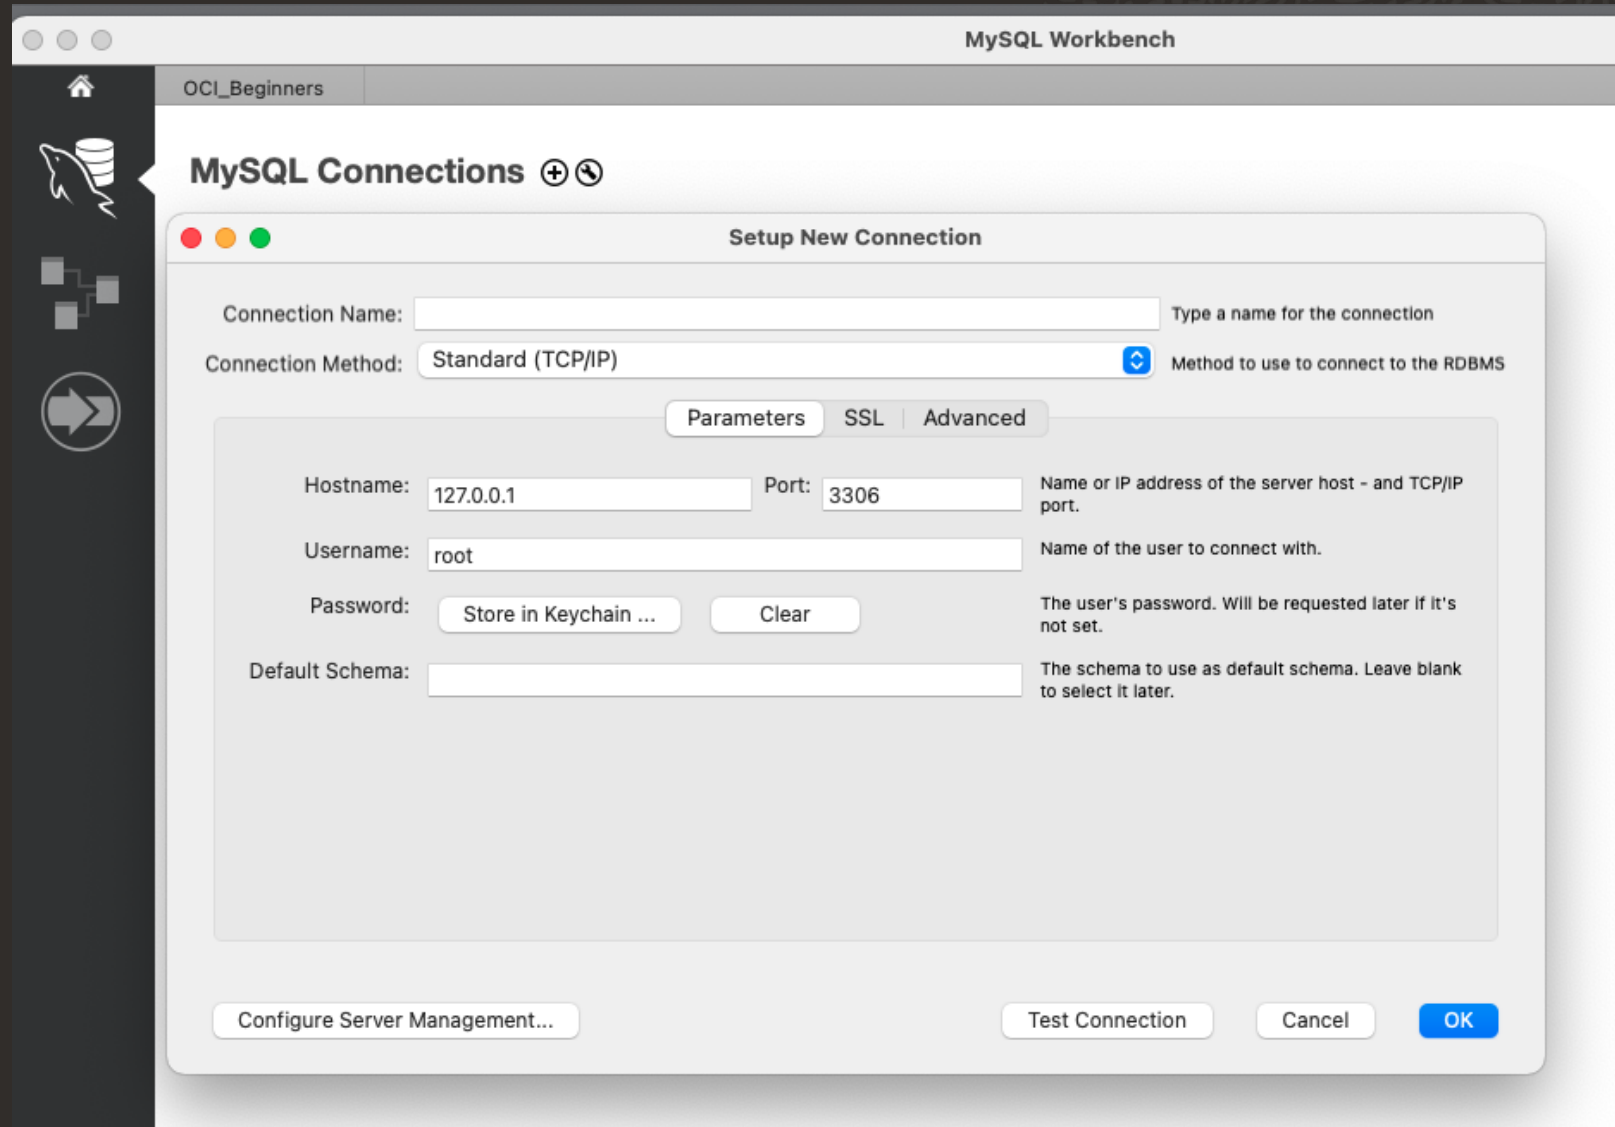 MySQL Workbench
OCI_Beginners
MySQL Connections
Setup New Connection
Connection Name:
Type a name for the connection
Connection Method: Standard (TCP/IP)
Method to use to connect to the RDBMS
Parameters SSL Advanced
Hostname: 127.0.0.1 Port: 3306
Name or IP address of the server host - and TCP/IP
port.
Username: root
Name of the user to connect with.
Password: Store in Keychain ... Clear
The user's password. Will be requested later if it's
not set.
Default Schema:
The schema to use as default schema. Leave blank
to select it later.
Configure Server Management... Test Connection Cancel OK